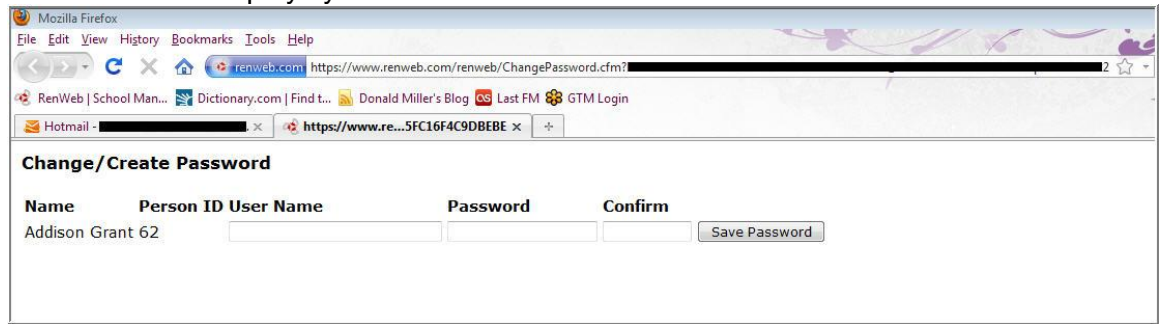 Mozilla Firefox
File Edit View History Bookmarks Tools Help
renweb.com https://www.renweb.com/renweb/ChangePassword.cfm? 2
RenWeb | School Man... Dictionary.com | Find t... Donald Miller's Blog OS Last FM GTM Login
Hotmail - https://www.re...5FC16F4C9DBEBE
Change/Create Password
Name Person ID User Name Password Confirm
Addison Grant 62 Save Password